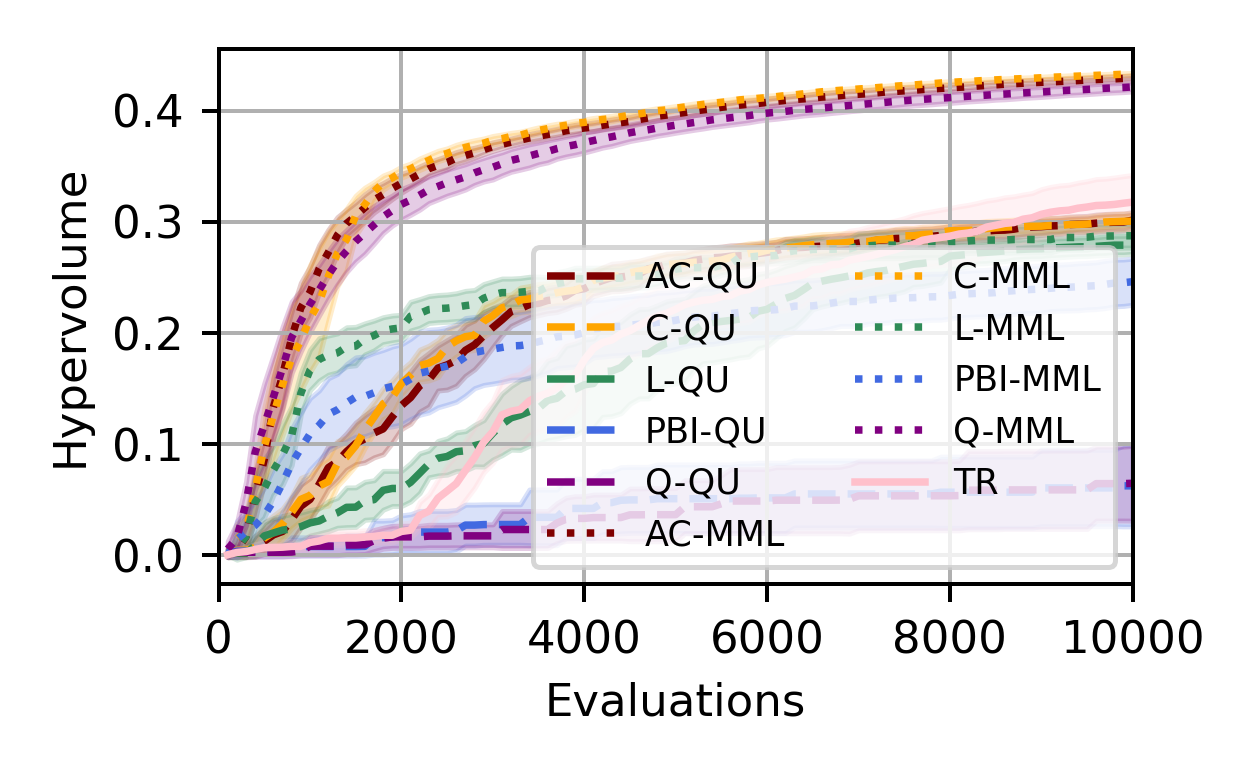 Hypervolume
0.4
0.3
0.2
0.1
0.0
AC-QU
C-QU
L-QU
PBI-QU
Q-QU
AC-MML
C-MML
L-MML
PBI-MML
Q-MML
TR
0 2000 4000 6000 8000 10000
Evaluations